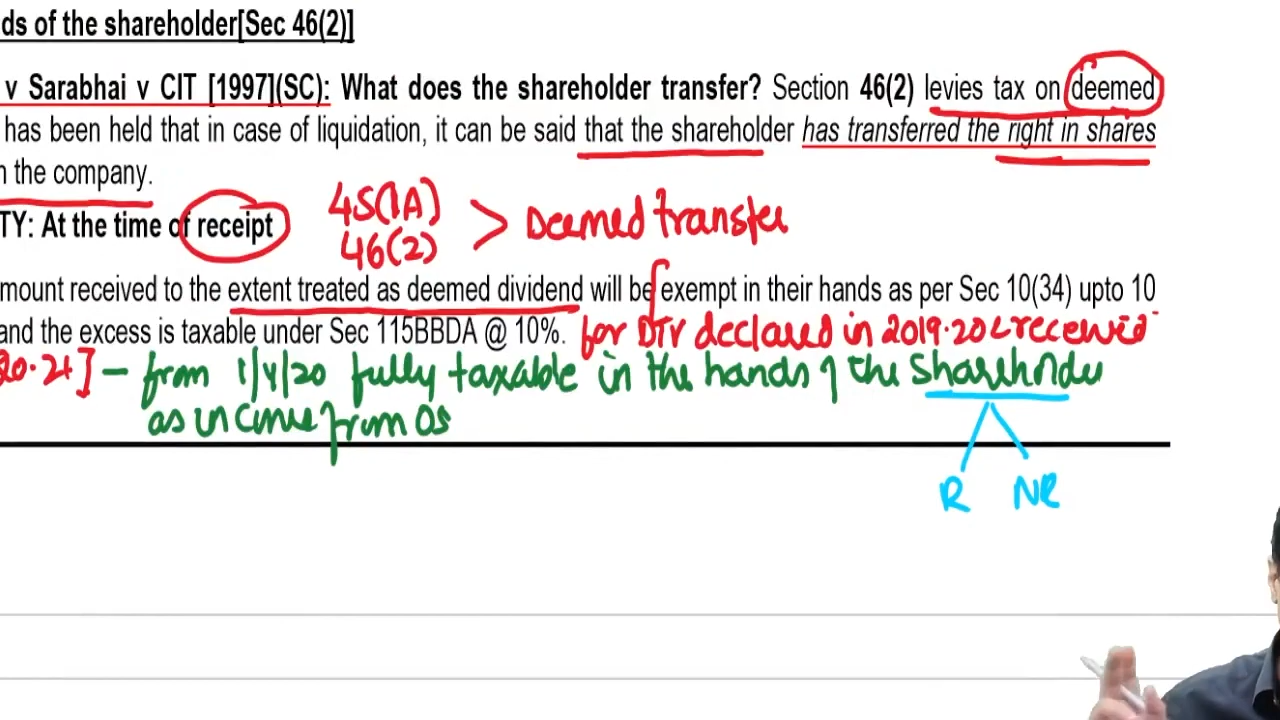 ds of the shareholder[Sec 46(2)]
v Sarabhai v CIT [1997](SC): What does the shareholder transfer? Section 46(2) levies tax on deemed
has been held that in case of liquidation, it can be said that the shareholder has transferred the right in shares
n the company.
TY: At the time of receipt
45(1A)
46(2)
> Deemed transfer
mount received to the extent treated as deemed dividend will be exempt in their hands as per Sec 10(34) upto 10
and the excess is taxable under Sec 115BBDA @ 10%. for DIV declared in 2019.20 & received
20.21] – from 1/4/20 fully taxable in the hands of the shareholder
as income from OS
R NR